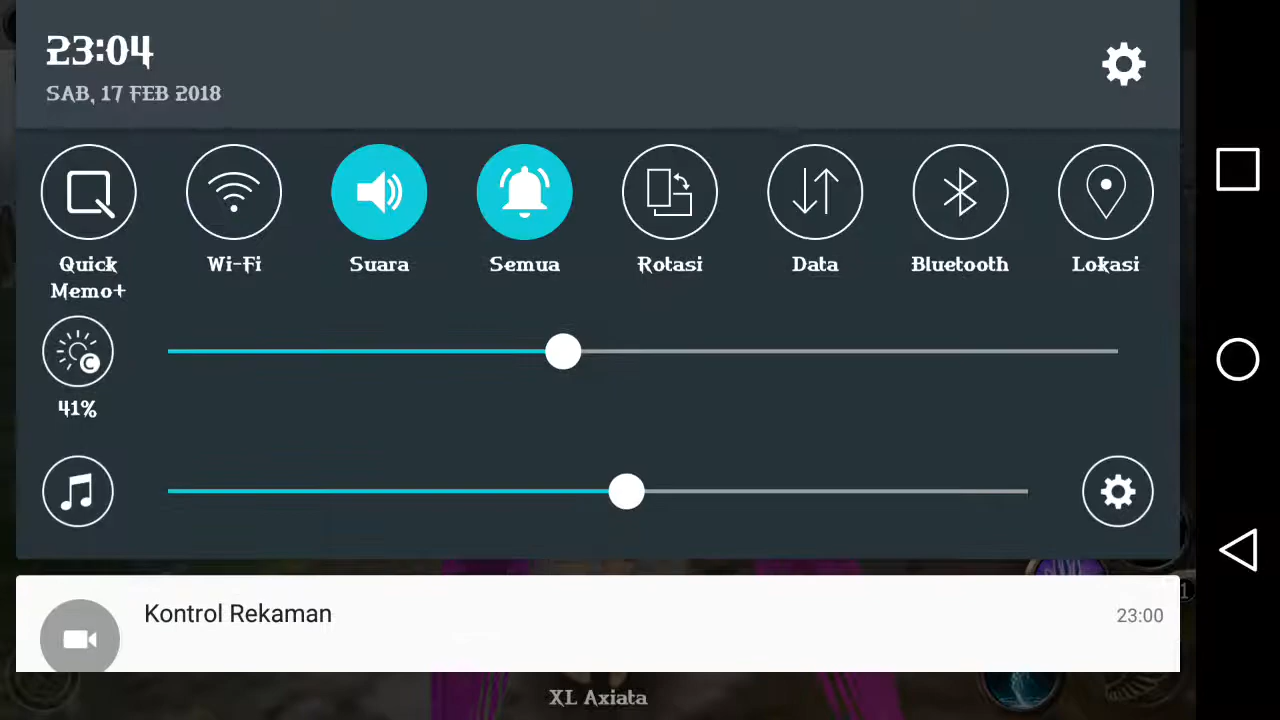 23:04
SAB, 17 FEB 2018
Quick
Memo+
Wi-Fi
Suara
Semua
Rotasi
Data
Bluetooth
Lokasi
C
41%
Kontrol Rekaman
23:00
1
XL Axiata